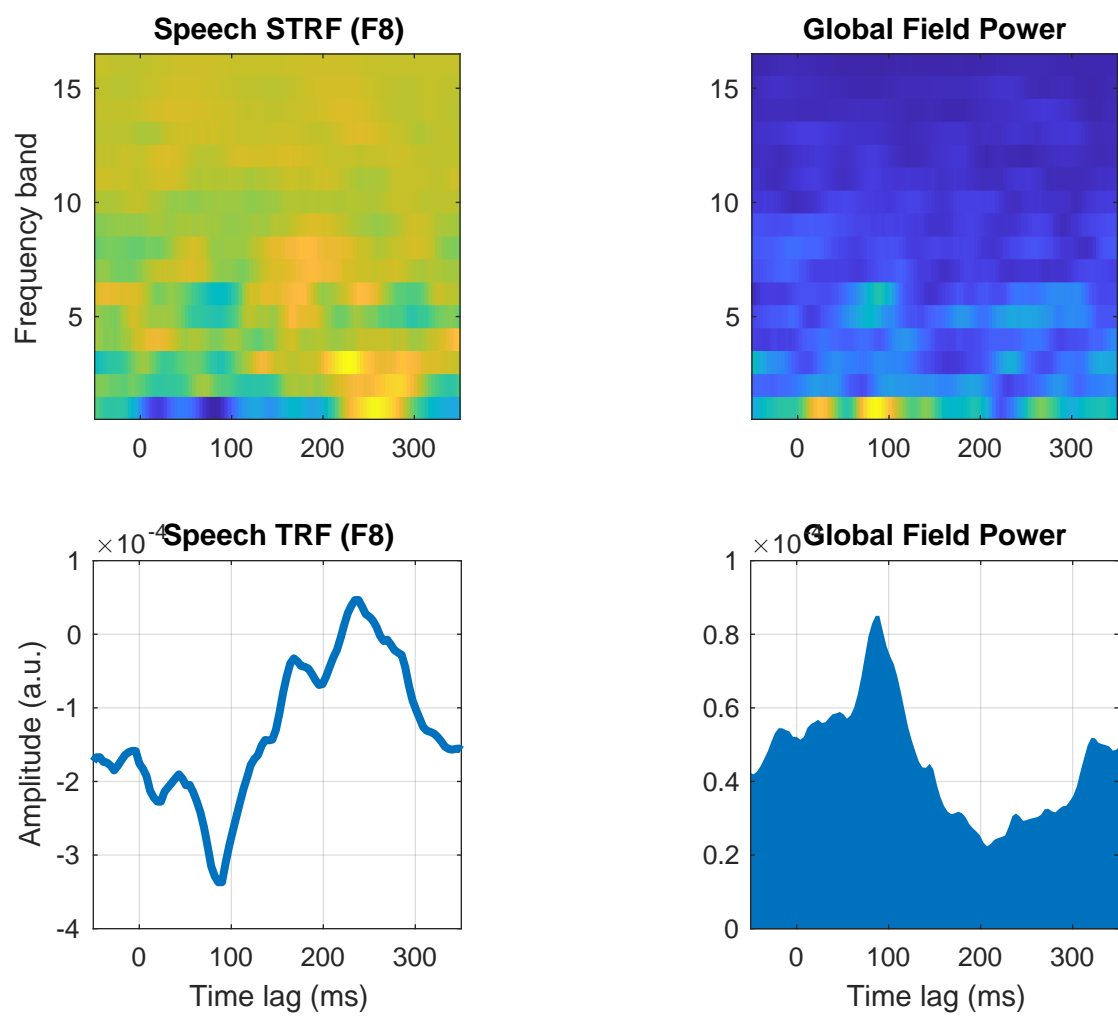 Speech STRF (F8)
Global Field Power
Frequency band
15
10
5
0 100 200 300
15
10
5
0 100 200 300
×10-4
Speech TRF (F8)
×10-4
Global Field Power
Amplitude (a.u.)
1
0
-1
-2
-3
-4
0 100 200 300
Time lag (ms)
1
0.8
0.6
0.4
0.2
0
0 100 200 300
Time lag (ms)